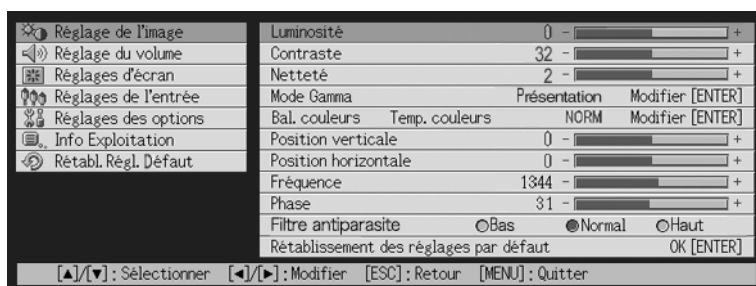 Réglage de l'image
Réglage du volume
Réglages d'écran
Réglages de l'entrée
Réglages des options
Info Exploitation
Rétabl. Régl. Défaut
Luminosité 0 - +
Contraste 32 - +
Netteté 2 - +
Mode Gamma Présentation Modifier [ENTER]
Bal. couleurs Temp. couleurs NORM Modifier [ENTER]
Position verticale 0 - +
Position horizontale 0 - +
Fréquence 1344 - +
Phase 31 - +
Filtre antiparasite Bas Normal Haut
Rétablissement des réglages par défaut OK [ENTER]
[▲]/[▼] : Sélectionner [◄]/[►] : Modifier [ESC] : Retour [MENU] : Quitter